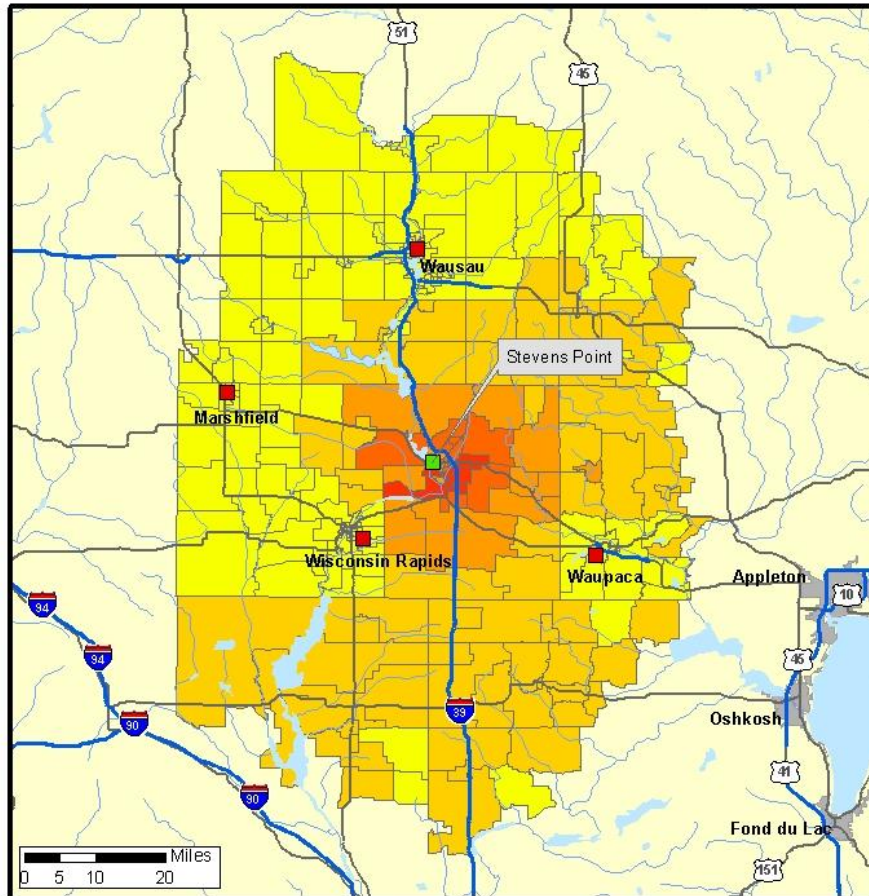 51
45
Wausau
Stevens Point
Marshfield
Wisconsin Rapids
Waupaca
Appleton
10
94
94
45
39
Oshkosh
90
41
90
Fond du Lac
Miles
0 5 10 20
151